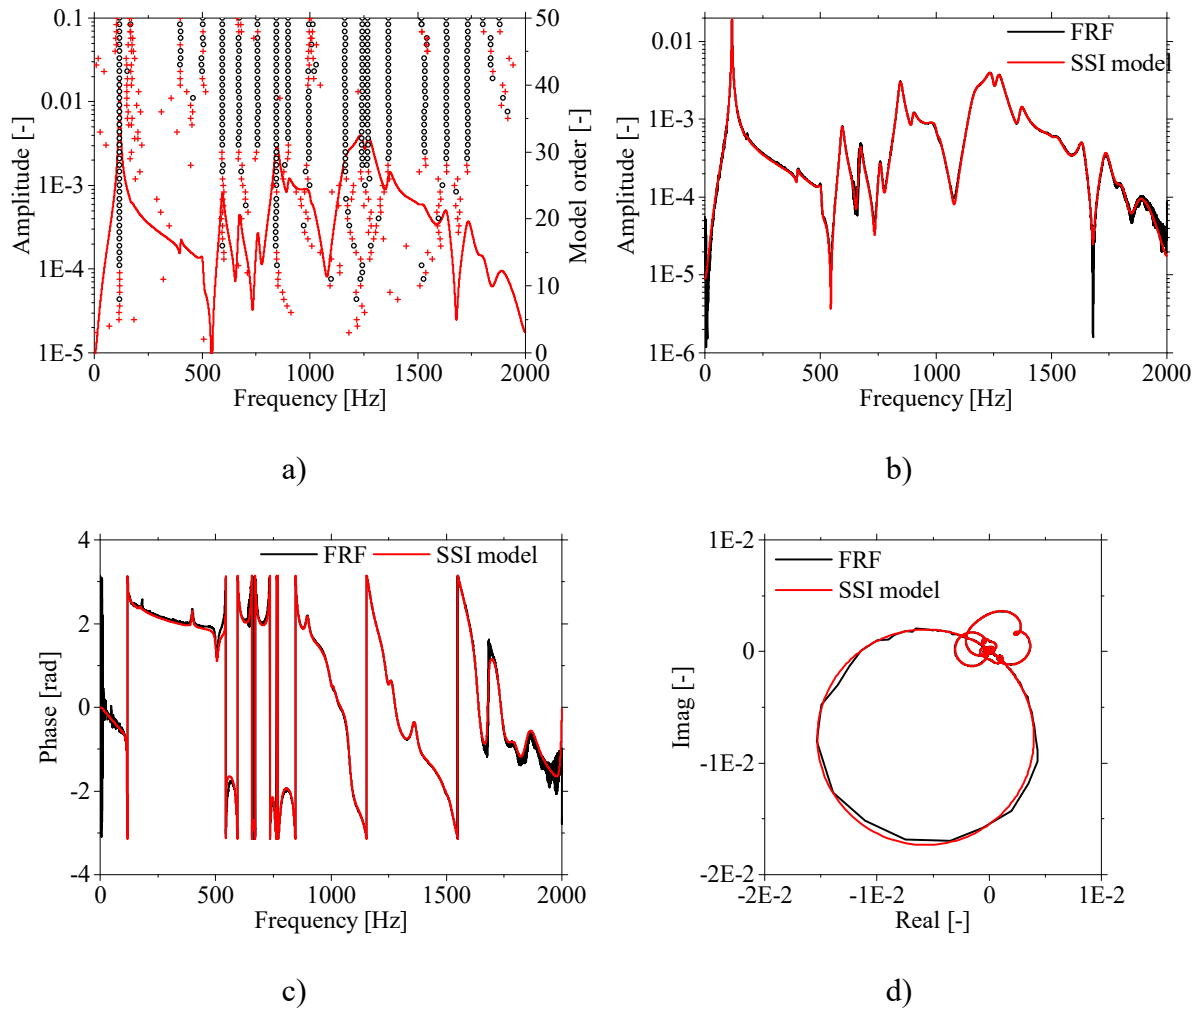 0.1
0.01
1E-3
1E-4
1E-5
Amplitude [-]
50
40
30
20
10
0
Model order [-]
0
500
1000
1500
2000
Frequency [Hz]
a)
FRF
SSI model
0.01
1E-3
1E-4
1E-5
1E-6
Amplitude [-]
0
500
1000
1500
2000
Frequency [Hz]
b)
FRF
SSI model
4
2
0
-2
-4
Phase [rad]
0
500
1000
1500
2000
Frequency [Hz]
c)
FRF
SSI model
1E-2
0
-1E-2
-2E-2
Imag [-]
-2E-2
-1E-2
0
1E-2
Real [-]
d)